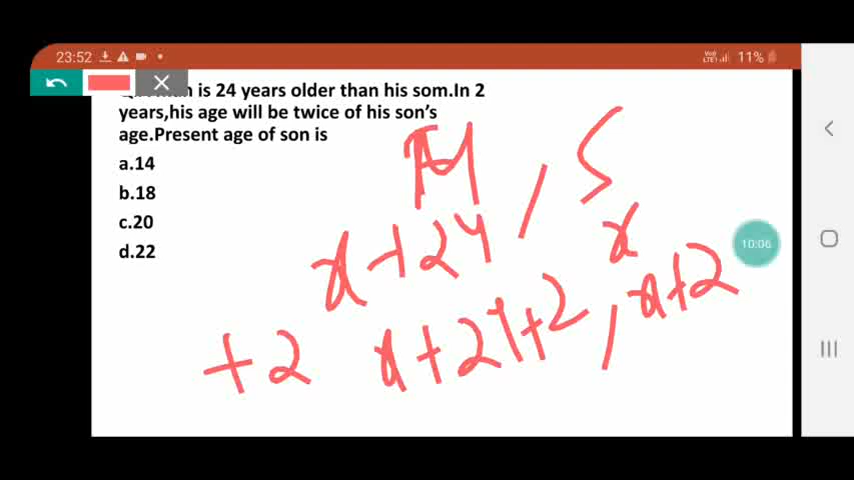 23:52
11%
is 24 years older than his som.In 2
years,his age will be twice of his son's
age.Present age of son is
a.14
b.18
c.20
d.22
M / S
x+24 x
+2 x+24+2 / x+2
10:06